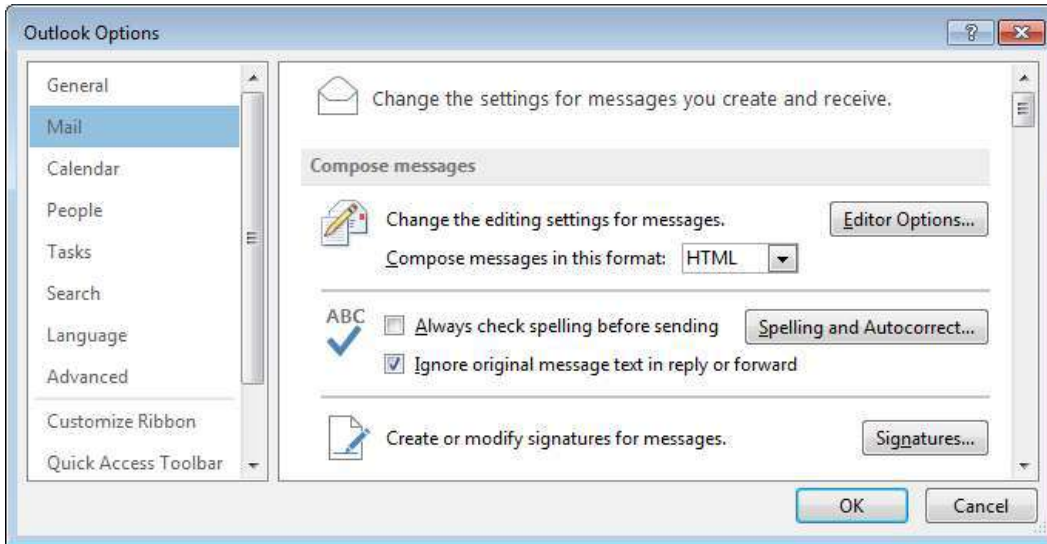 Outlook Options
General
Mail
Calendar
People
Tasks
Search
Language
Advanced
Customize Ribbon
Quick Access Toolbar
Change the settings for messages you create and receive.
Compose messages
Change the editing settings for messages.
Editor Options...
Compose messages in this format: HTML
ABC
Always check spelling before sending
Spelling and Autocorrect...
Ignore original message text in reply or forward
Create or modify signatures for messages.
Signatures...
OK
Cancel